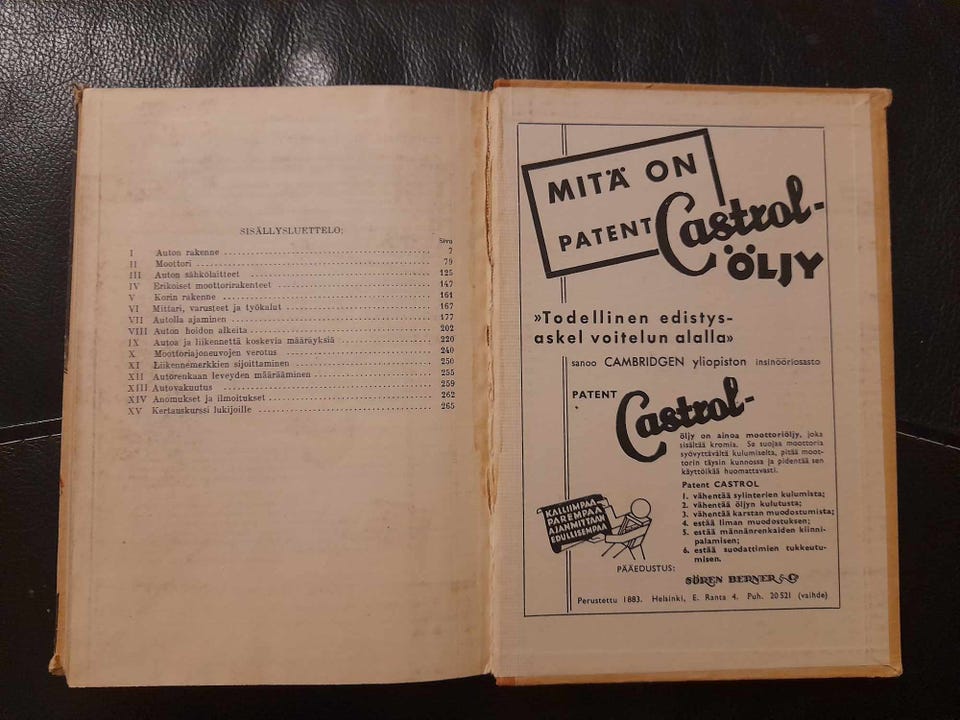 SISÄLLYSLUETTELO:
Sivu
I Auton rakenne 7
II Moottori 79
III Auton sähkölaitteet 125
IV Erikoiset moottorirakenteet 147
V Korin rakenne 161
VI Mittari, varusteet ja työkalut 167
VII Autolla ajaminen 177
VIII Auton hoidon alkeita 202
IX Autoa ja liikennettä koskevia määräyksiä 220
X Moottoriajoneuvojen verotus 240
XI Liikennemerkkien sijoittaminen 250
XII Autorenkaan leveyden määrääminen 255
XIII Autovakuutus 259
XIV Anomukset ja ilmoitukset 262
XV Kertauskurssi lukijoille 265
MITÄ ON
PATENT Castrol-
ÖLJY
»Todellinen edistys-
askel voitelun alalla»
sanoo CAMBRIDGEN yliopiston insinööriosasto
PATENT
Castrol-
öljy on ainoa moottoriöljy, joka
sisältää kromia. Se suojaa moottoria
syövyttävältä kulumiselta, pitää moot-
torin täysin kunnossa ja pidentää sen
käyttöikää huomattavasti.
Patent CASTROL
1. vähentää sylinterien kulumista;
2. vähentää öljyn kulutusta;
3. vähentää karstan muodostumista;
4. estää liman muodostuksen;
5. estää männänrenkaiden kiinni-
palamisen;
6. estää suodattimien tukkeutu-
misen.
KALLIIMPAA
PAREMPAA
AJANMITTAAN
EDULLISEMPAA
PÄÄEDUSTUS:
SÖREN BERNER & Co
Perustettu 1883. Helsinki, E. Ranta 4. Puh. 20 521 (vaihde)